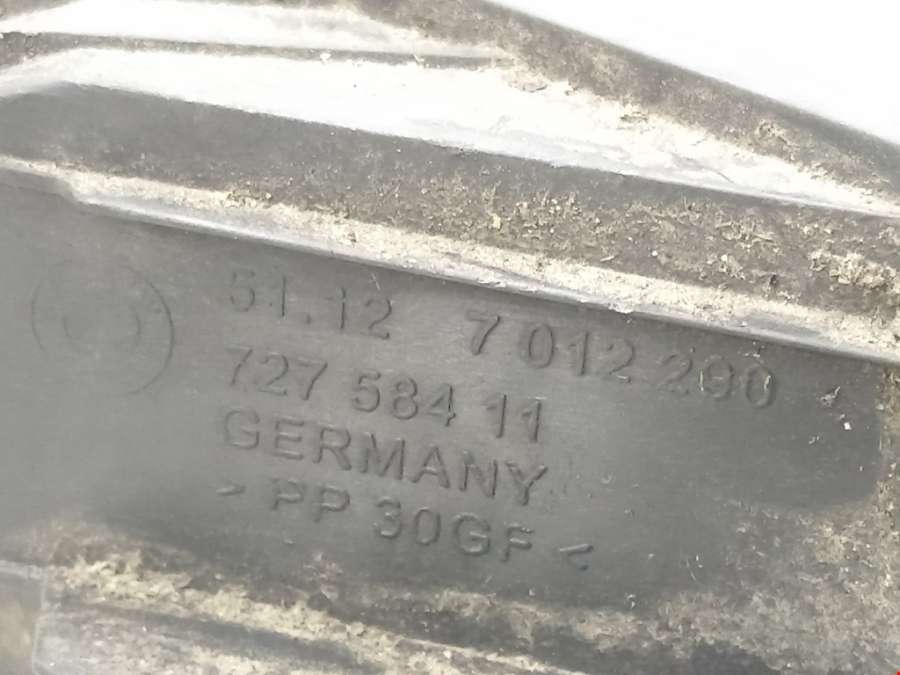 51.12 7 012 290
727 584 11
GERMANY
> PP 30GF <